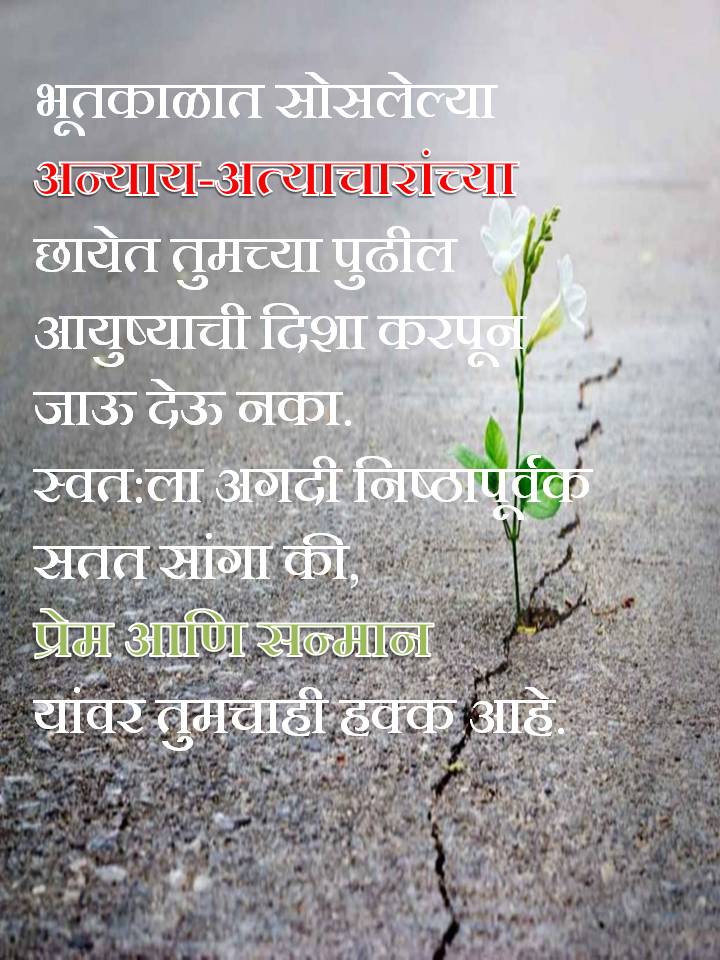 भूतकाळात सोसलेल्या
अन्याय-अत्याचारांच्या
छायेत तुमच्या पुढील
आयुष्याची दिशा करपून
जाऊ देऊ नका.
स्वत:ला अगदी निष्ठापूर्वक
सतत सांगा की,
प्रेम आणि सन्मान
यांवर तुमचाही हक्क आहे.